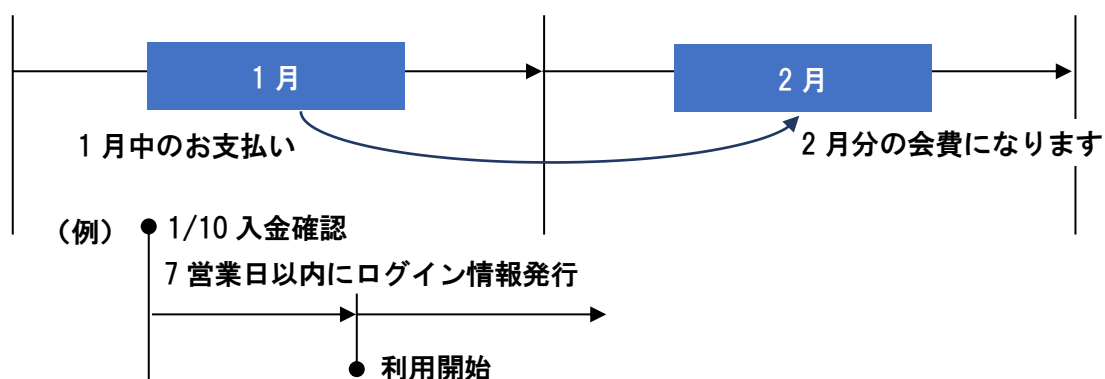 1月
2月
1月中のお支払い
2月分の会費になります
(例)
1/10 入金確認
7営業日以内にログイン情報発行
利用開始